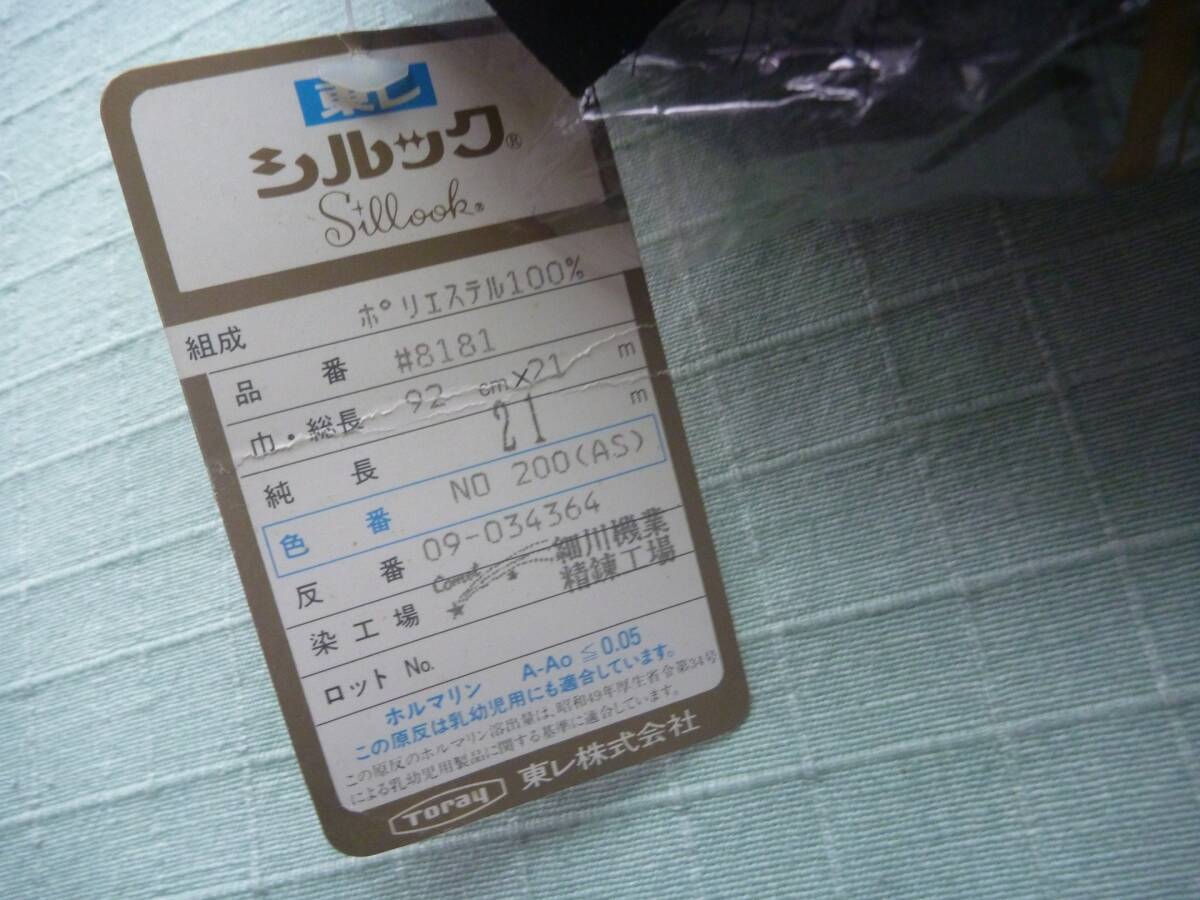 東レ
シルック®
Sillook®
組成 ポリエステル100%
品番 #8181
巾・総長 92 cm×21 m
純長 21 m
色番 NO 200(AS)
反番 09-034364
染工場 Comet 細川機業
精錬工場
ロット No.
ホルマリン A-Ao ≦ 0.05
この原反は乳幼児用にも適合しています。
この原反のホルマリン溶出量は、昭和49年厚生省令第34号
による乳幼児用製品に関する基準に適合しています。
Toray 東レ株式会社